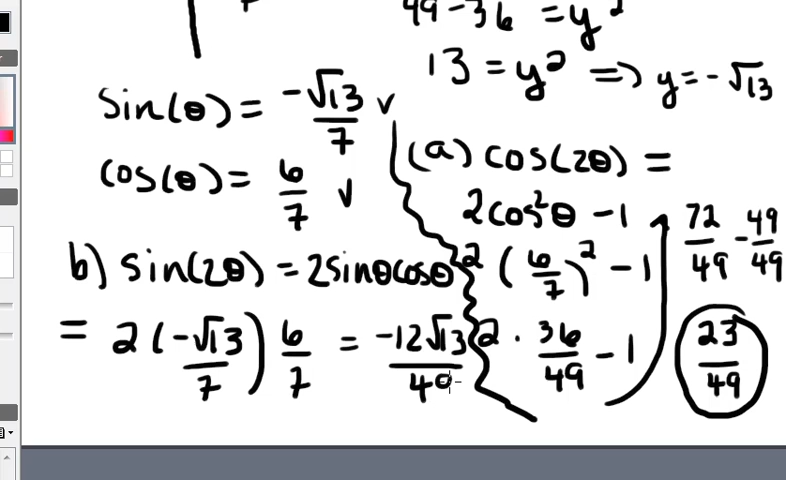 49 - 36 = y²
13 = y² => y = -√13
sin(θ) = -√13/7 ✓
cos(θ) = 6/7 ✓
(a) cos(2θ) =
2cos²θ - 1
2(6/7)² - 1
2 · 36/49 - 1
72/49 - 49/49
23/49
b) sin(2θ) = 2sinθcosθ
= 2(-√13/7) 6/7 = -12√13/49